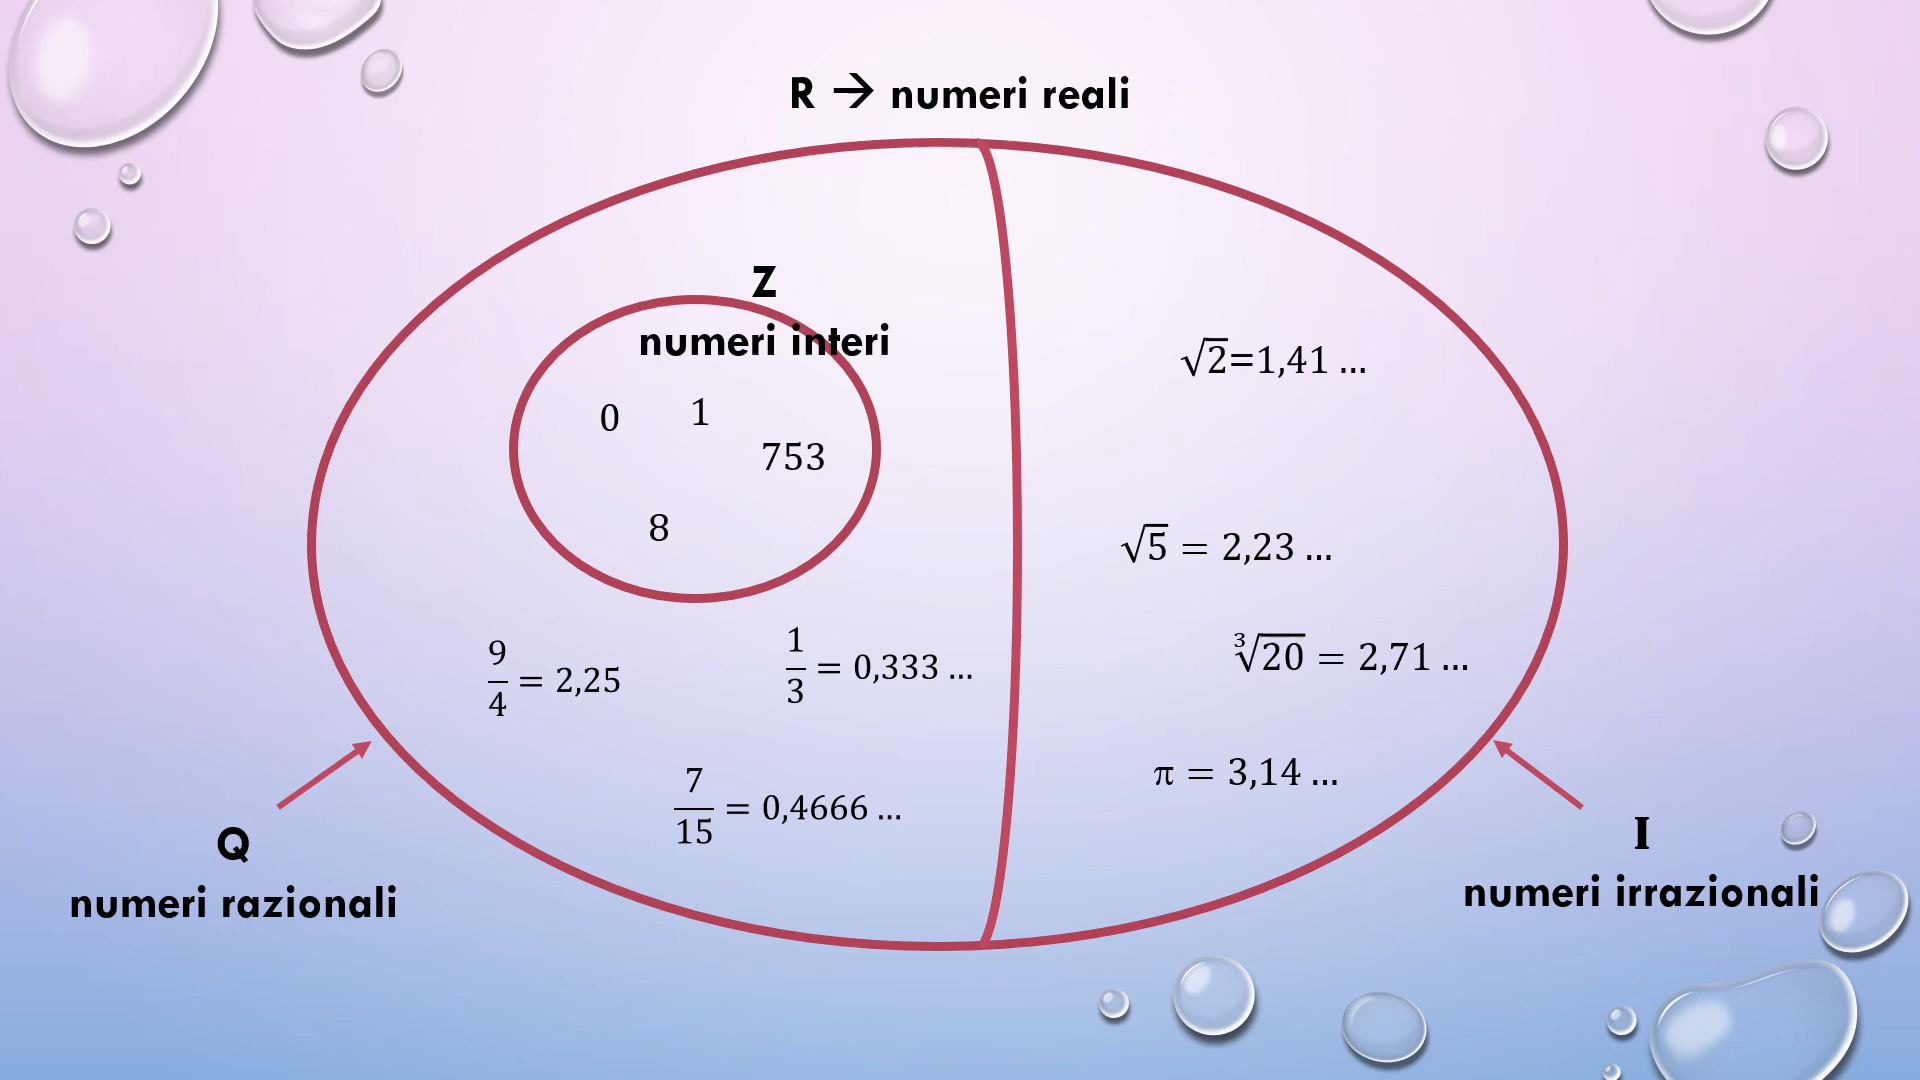 R → numeri reali
Z
numeri interi
0 1
753
8
√2=1,41 …
√5 = 2,23 …
∛20 = 2,71 …
π = 3,14 …
9/4 = 2,25
1/3 = 0,333 …
7/15 = 0,4666 …
Q
numeri razionali
I
numeri irrazionali